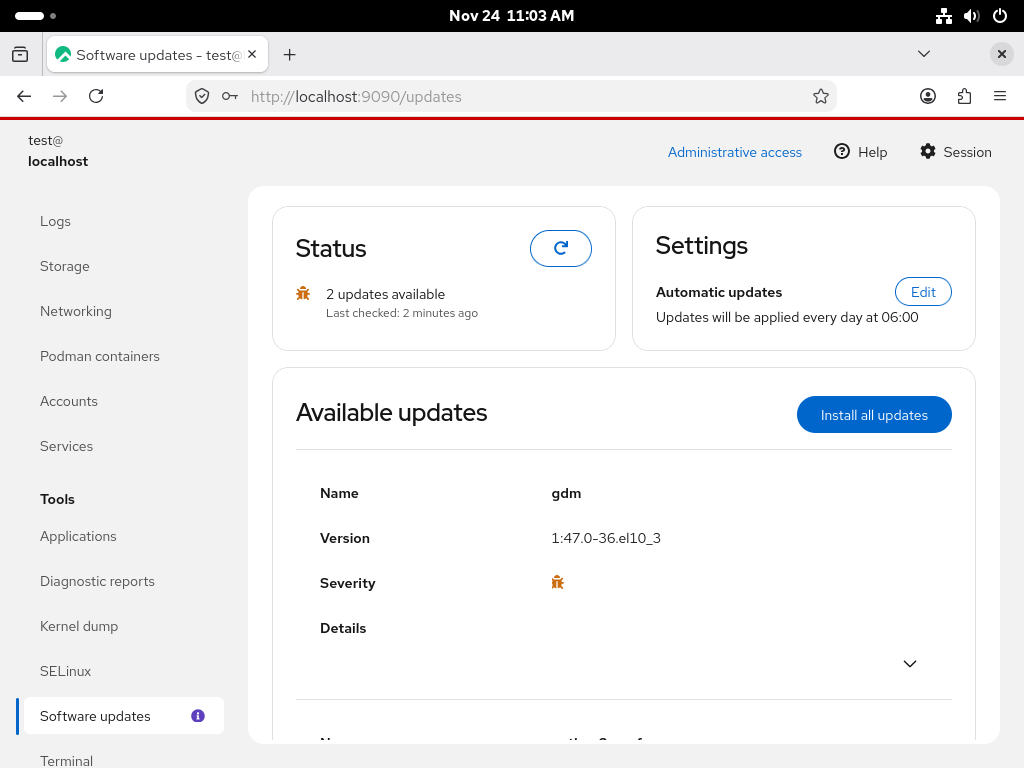 Nov 24 11:03 AM
Software updates - test@
http://localhost:9090/updates
test@
localhost
Administrative access
Help
Session
Logs
Storage
Networking
Podman containers
Accounts
Services
Tools
Applications
Diagnostic reports
Kernel dump
SELinux
Software updates
Terminal
Status
2 updates available
Last checked: 2 minutes ago
Settings
Automatic updates
Edit
Updates will be applied every day at 06:00
Available updates
Install all updates
Name
gdm
Version
1:47.0-36.el10_3
Severity
Details